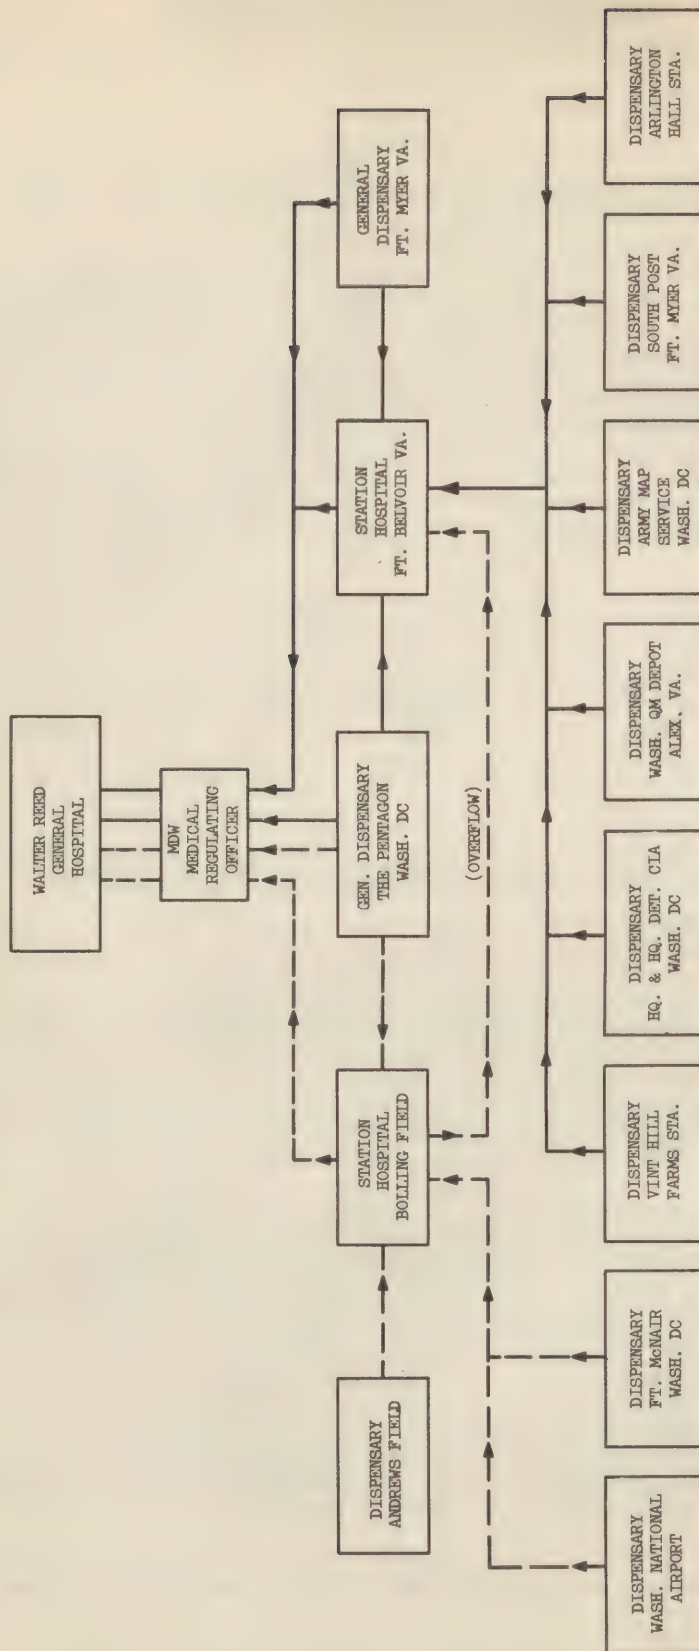 WALTER REED
GENERAL
HOSPITAL
MDW
MEDICAL
REGULATING
OFFICER
DISPENSARY
ANDREWS FIELD
STATION
HOSPITAL
BOLLING FIELD
GEN. DISPENSARY
THE PENTAGON
WASH. DC
STATION
HOSPITAL
FT. BELVOIR VA.
GENERAL
DISPENSARY
FT. MYER VA.
(OVERFLOW)
DISPENSARY
WASH. NATIONAL
AIRPORT
DISPENSARY
FT. McNAIR
WASH. DC
DISPENSARY
VINT HILL
FARMS STA.
DISPENSARY
HQ. & HQ. DET. CIA
WASH. DC
DISPENSARY
WASH. QM DEPOT
ALEX. VA.
DISPENSARY
ARMY MAP
SERVICE
WASH. DC
DISPENSARY
SOUTH POST
FT. MYER VA.
DISPENSARY
ARLINGTON
HALL STA.